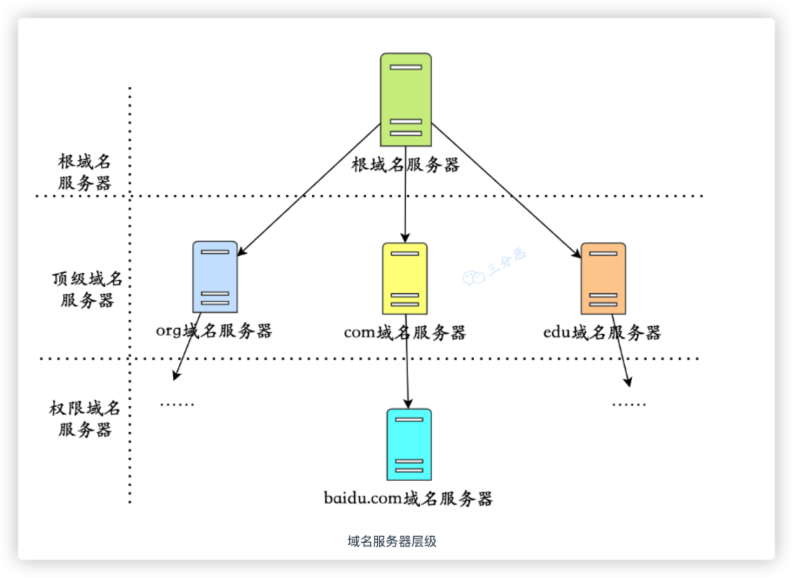 根域名服务器
根域名
服务器
三分恶
顶级域名
服务器
org域名服务器
com域名服务器
edu域名服务器
权限域名
服务器
......
......
baidu.com域名服务器
域名服务器层级